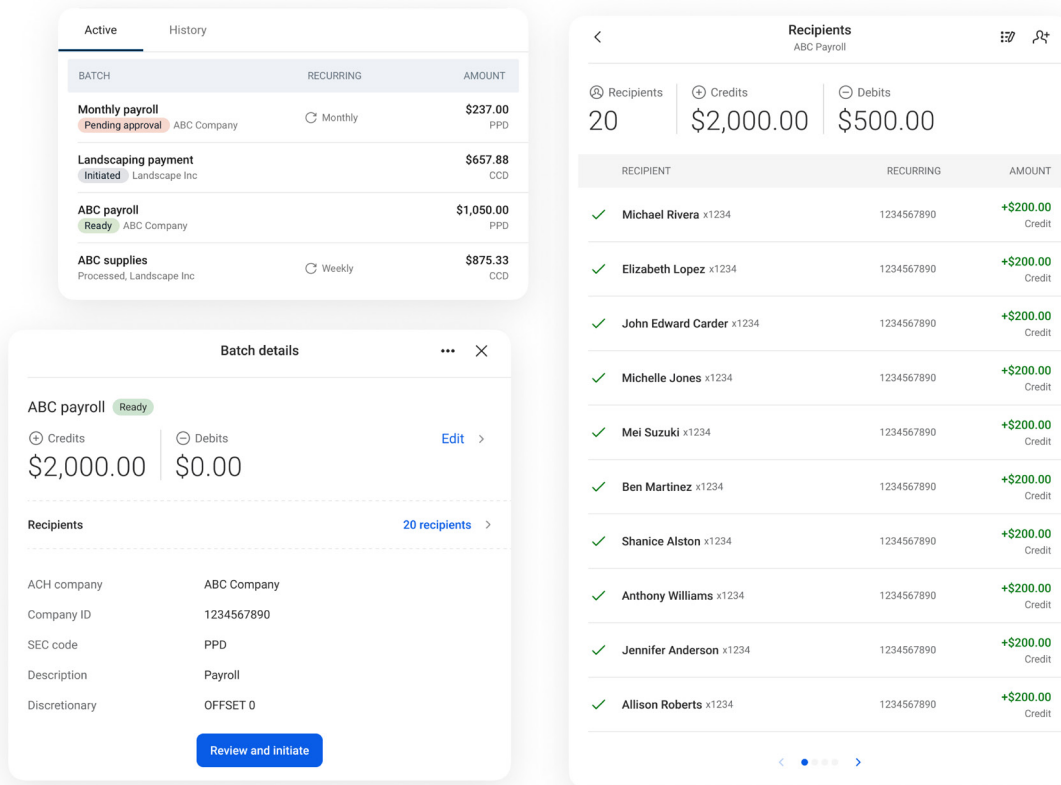 Active History
BATCH RECURRING AMOUNT
Monthly payroll $237.00
Pending approval ABC Company Monthly PPD
Landscaping payment $657.88
Initiated Landscape Inc CCD
ABC payroll $1,050.00
Ready ABC Company PPD
ABC supplies $875.33
Processed, Landscape Inc Weekly CCD
Batch details
ABC payroll Ready
Credits Debits Edit
$2,000.00 $0.00
Recipients 20 recipients
ACH company ABC Company
Company ID 1234567890
SEC code PPD
Description Payroll
Discretionary OFFSET 0
Review and initiate
Recipients
ABC Payroll
Recipients Credits Debits
20 $2,000.00 $500.00
RECIPIENT RECURRING AMOUNT
Michael Rivera x1234 1234567890 +$200.00
Credit
Elizabeth Lopez x1234 1234567890 +$200.00
Credit
John Edward Carder x1234 1234567890 +$200.00
Credit
Michelle Jones x1234 1234567890 +$200.00
Credit
Mei Suzuki x1234 1234567890 +$200.00
Credit
Ben Martinez x1234 1234567890 +$200.00
Credit
Shanice Alston x1234 1234567890 +$200.00
Credit
Anthony Williams x1234 1234567890 +$200.00
Credit
Jennifer Anderson x1234 1234567890 +$200.00
Credit
Allison Roberts x1234 1234567890 +$200.00
Credit